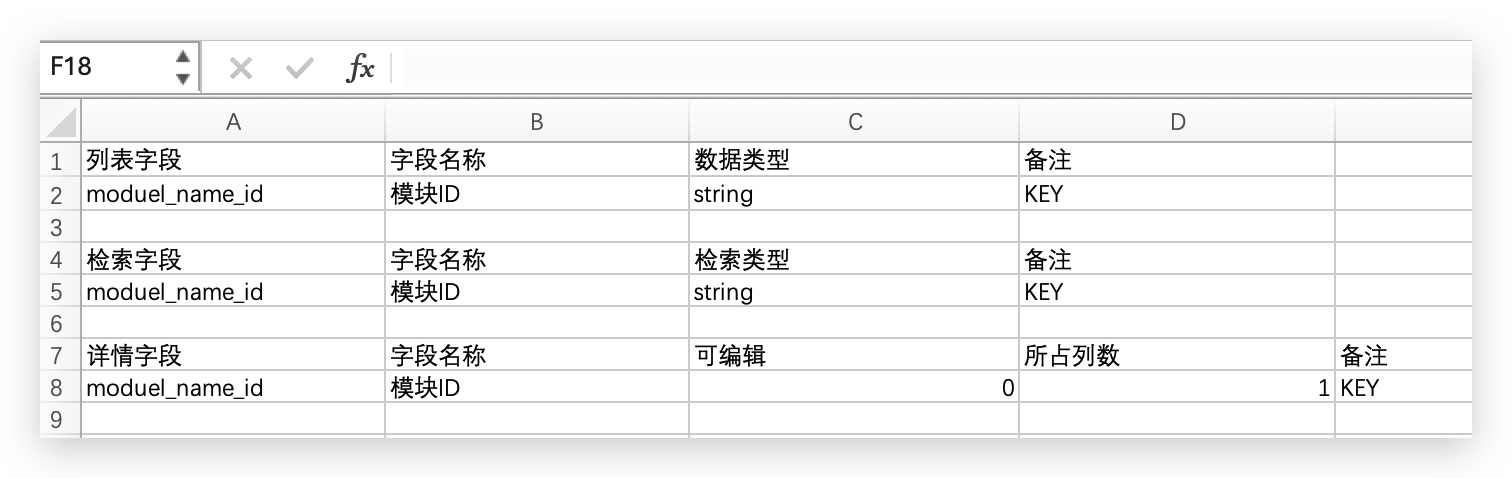 F18 fx
A B C D
1 列表字段 字段名称 数据类型 备注
2 moduel_name_id 模块ID string KEY
3
4 检索字段 字段名称 检索类型 备注
5 moduel_name_id 模块ID string KEY
6
7 详情字段 字段名称 可编辑 所占列数 备注
8 moduel_name_id 模块ID 0 1 KEY
9